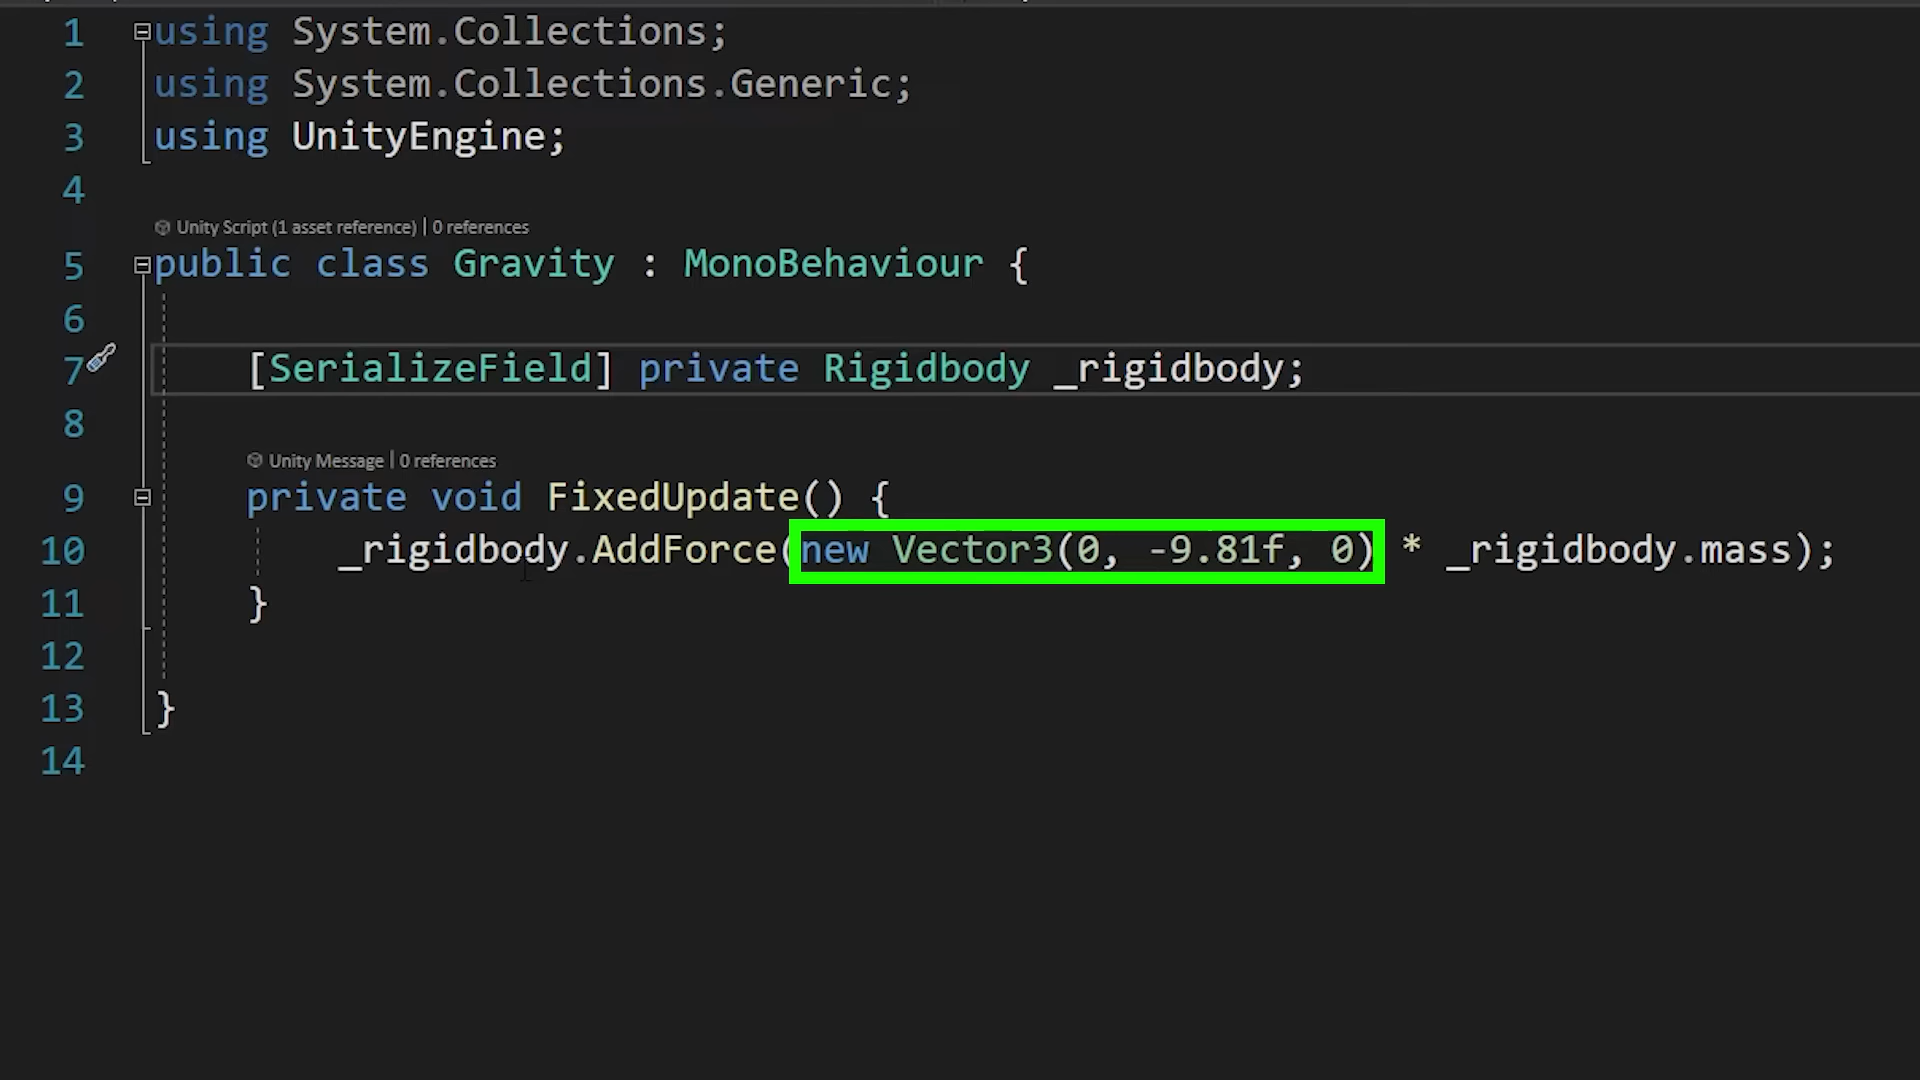 1 using System.Collections;
2 using System.Collections.Generic;
3 using UnityEngine;
4
Unity Script (1 asset reference) | 0 references
5 public class Gravity : MonoBehaviour {
6
7 [SerializeField] private Rigidbody _rigidbody;
8
Unity Message | 0 references
9 private void FixedUpdate() {
10 _rigidbody.AddForce(new Vector3(0, -9.81f, 0) * _rigidbody.mass);
11 }
12
13 }
14